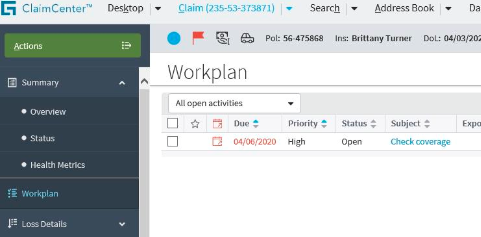 ClaimCenter™ Desktop Claim (235-53-373871) Search Address Book
Actions
Pol: 56-475868 Ins: Brittany Turner DoL: 04/03/202
Summary
Workplan
Overview
All open activities
Status
Due Priority Status Subject Expo
Health Metrics
04/06/2020 High Open Check coverage
Workplan
Loss Details